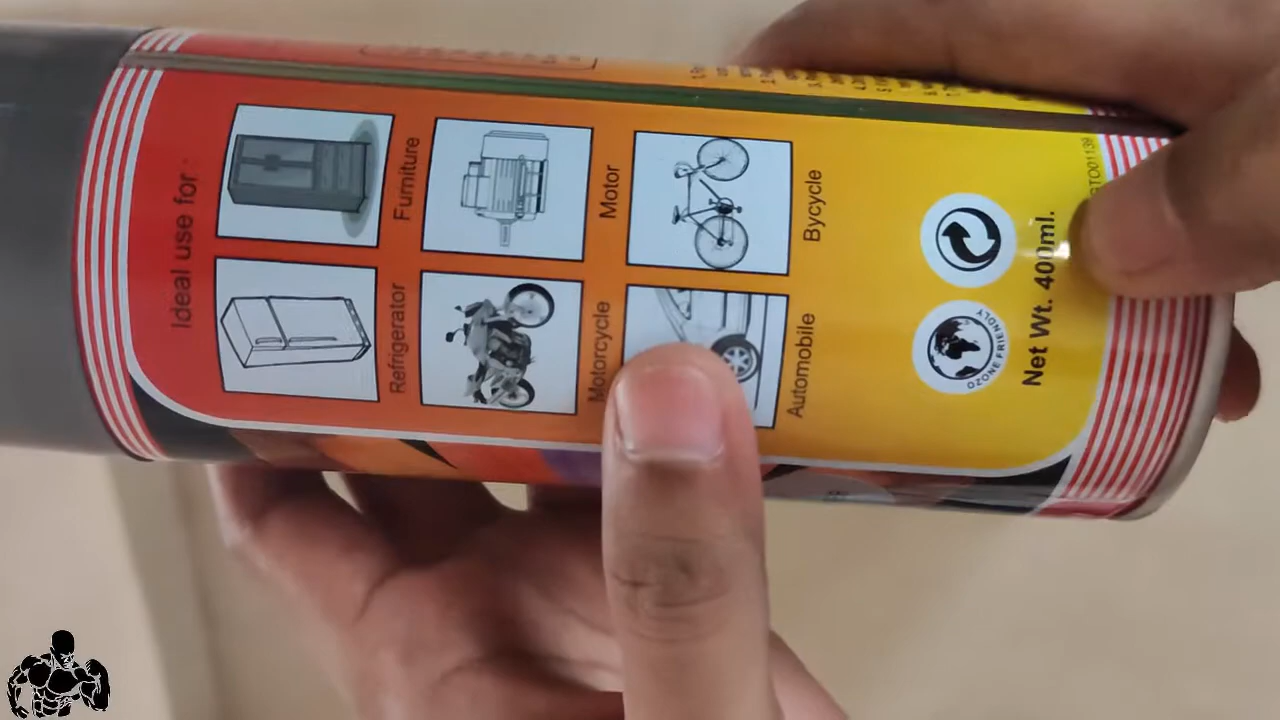 Ideal use for :
Refrigerator
Furniture
Motorcycle
Motor
Automobile
Bycycle
OZONE FRIENDLY
Net Wt. 400ml.